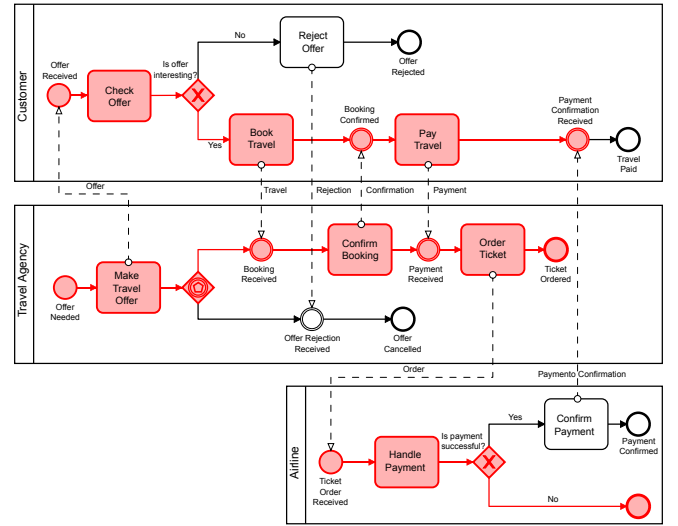 Customer
Offer
Received
Check
Offer
Is offer
interesting?
No
Reject
Offer
Offer
Rejected
Yes
Book
Travel
Booking
Confirmed
Pay
Travel
Payment
Confirmation
Received
Travel
Paid
Offer
Travel
Rejection
Confirmation
Payment
Travel Agency
Offer
Needed
Make
Travel
Offer
Booking
Received
Confirm
Booking
Payment
Received
Order
Ticket
Ticket
Ordered
Offer Rejection
Received
Offer
Cancelled
Order
Paymento Confirmation
Airline
Ticket
Order
Received
Handle
Payment
Is payment
successful?
Yes
Confirm
Payment
Payment
Confirmed
No